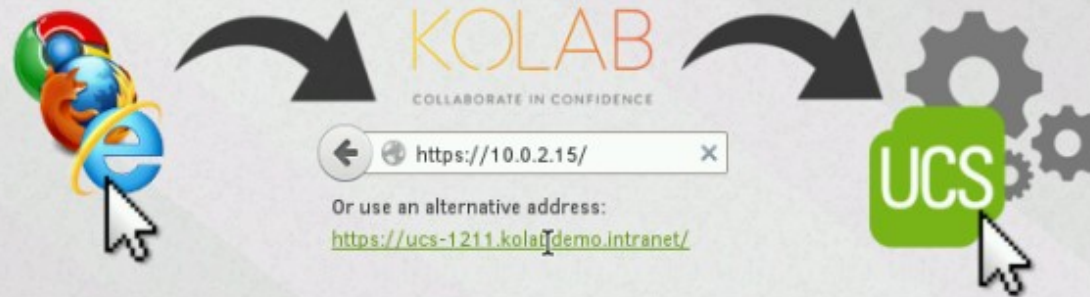 KOLAB
COLLABORATE IN CONFIDENCE
https://10.0.2.15/
Or use an alternative address:
https://ucs-1211.kolabdemo.intranet/
UCS